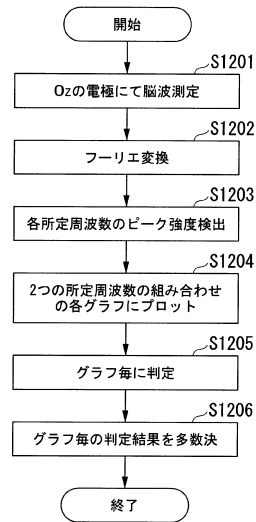 開始
S1201
Ozの電極にて脳波測定
S1202
フーリエ変換
S1203
各所定周波数のピーク強度検出
S1204
2つの所定周波数の組み合わせ
の各グラフにプロット
S1205
グラフ毎に判定
S1206
グラフ毎の判定結果を多数決
終了